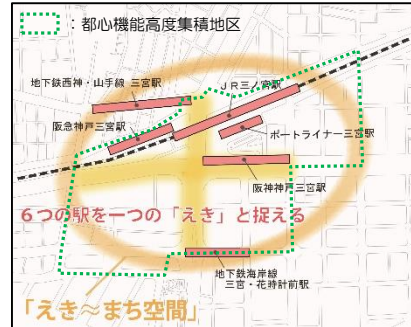 ：都心機能高度集積地区
地下鉄西神・山手線 三宮駅
ＪＲ三ノ宮駅
阪急神戸三宮駅
ポートライナー三宮駅
阪神神戸三宮駅
６つの駅を一つの「えき」と捉える
地下鉄海岸線
三宮・花時計前駅
「えき～まち空間」